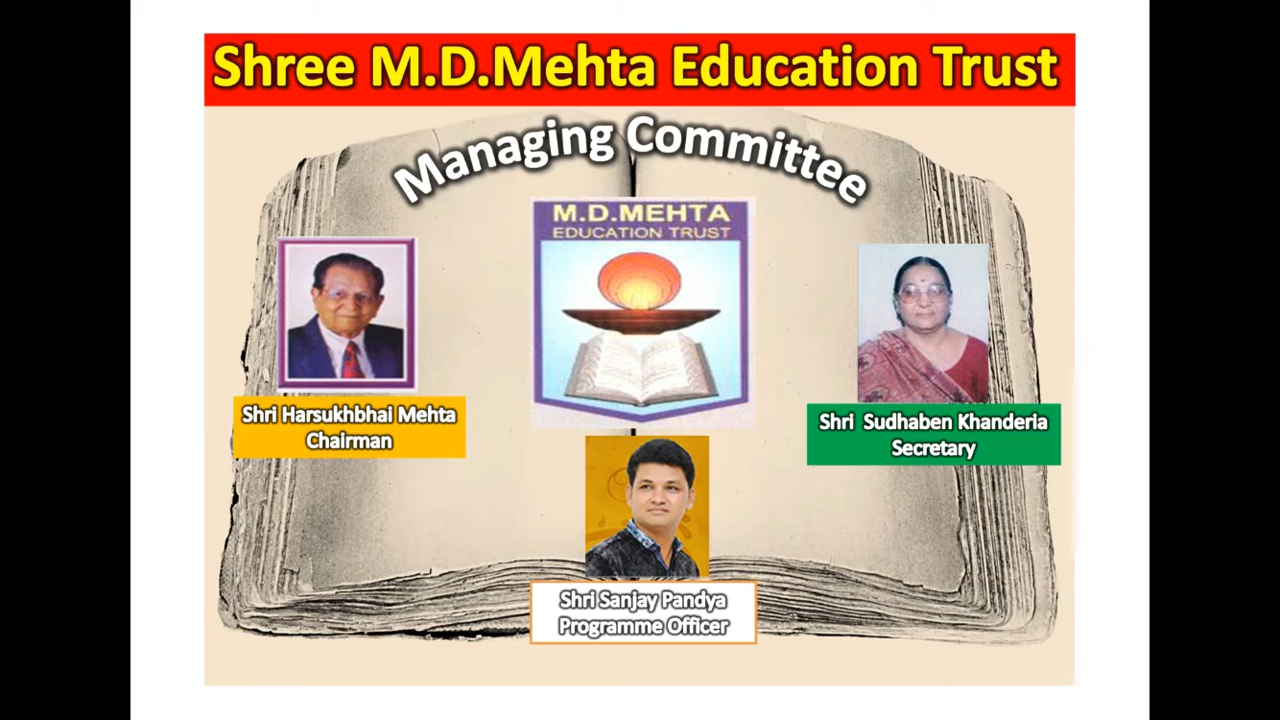 Shree M.D.Mehta Education Trust
Managing Committee
M.D.MEHTA
EDUCATION TRUST
Shri Harsukhbhai Mehta
Chairman
Shri Sudhaben Khanderia
Secretary
Shri Sanjay Pandya
Programme Officer